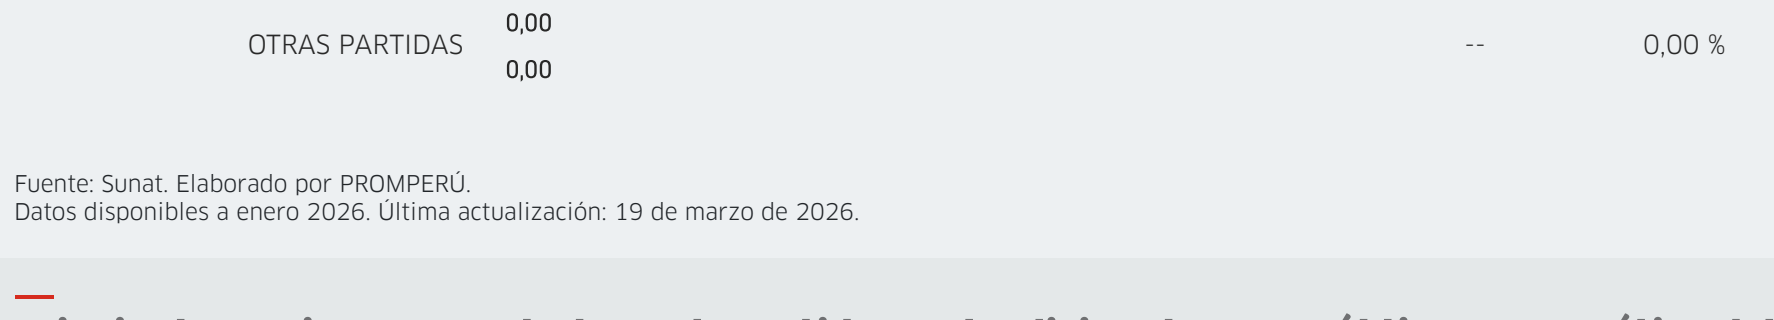 0,00
OTRAS PARTIDAS -- 0,00 %
0,00
Fuente: Sunat. Elaborado por PROMPERÚ.
Datos disponibles a enero 2026. Última actualización: 19 de marzo de 2026.